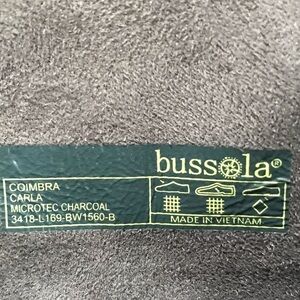 bussola®
COIMBRA
CARLA
MICROTEC CHARCOAL
3418-L169-BW1560-B
MADE IN VIETNAM